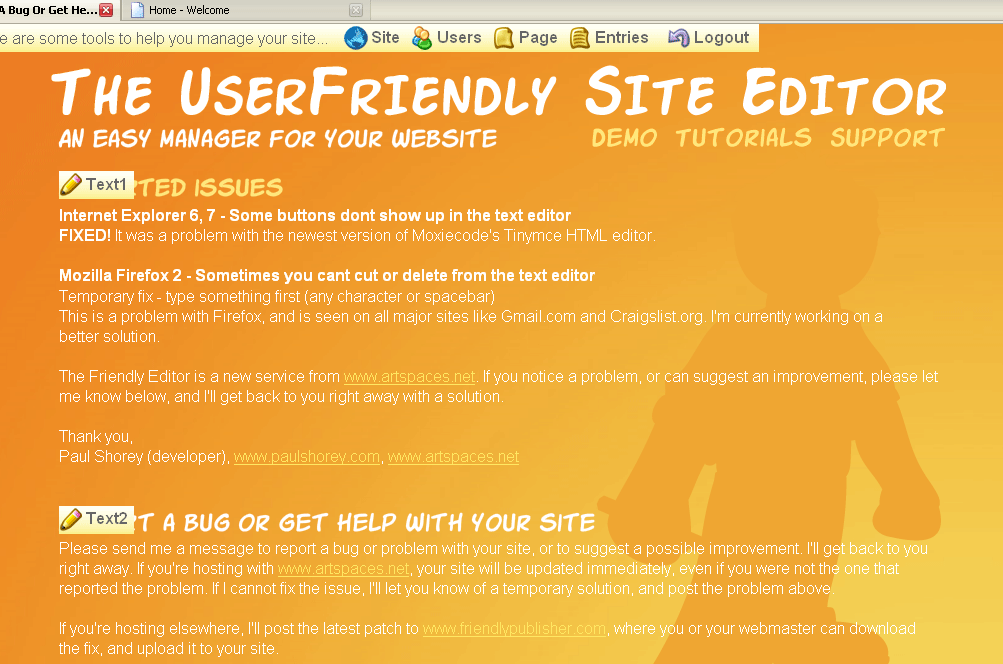 A Bug Or Get He... Home - Welcome
e are some tools to help you manage your site... Site Users Page Entries Logout
THE USERFRIENDLY SITE EDITOR
AN EASY MANAGER FOR YOUR WEBSITE DEMO TUTORIALS SUPPORT
Text1 RTED ISSUES
Internet Explorer 6, 7 - Some buttons dont show up in the text editor
FIXED! It was a problem with the newest version of Moxiecode's Tinymce HTML editor.
Mozilla Firefox 2 - Sometimes you cant cut or delete from the text editor
Temporary fix - type something first (any character or spacebar)
This is a problem with Firefox, and is seen on all major sites like Gmail.com and Craigslist.org. I'm currently working on a
better solution.
The Friendly Editor is a new service from www.artspaces.net. If you notice a problem, or can suggest an improvement, please let
me know below, and I'll get back to you right away with a solution.
Thank you,
Paul Shorey (developer), www.paulshorey.com, www.artspaces.net
Text2 RT A BUG OR GET HELP WITH YOUR SITE
Please send me a message to report a bug or problem with your site, or to suggest a possible improvement. I'll get back to you
right away. If you're hosting with www.artspaces.net, your site will be updated immediately, even if you were not the one that
reported the problem. If I cannot fix the issue, I'll let you know of a temporary solution, and post the problem above.
If you're hosting elsewhere, I'll post the latest patch to www.friendlypublisher.com, where you or your webmaster can download
the fix, and upload it to your site.